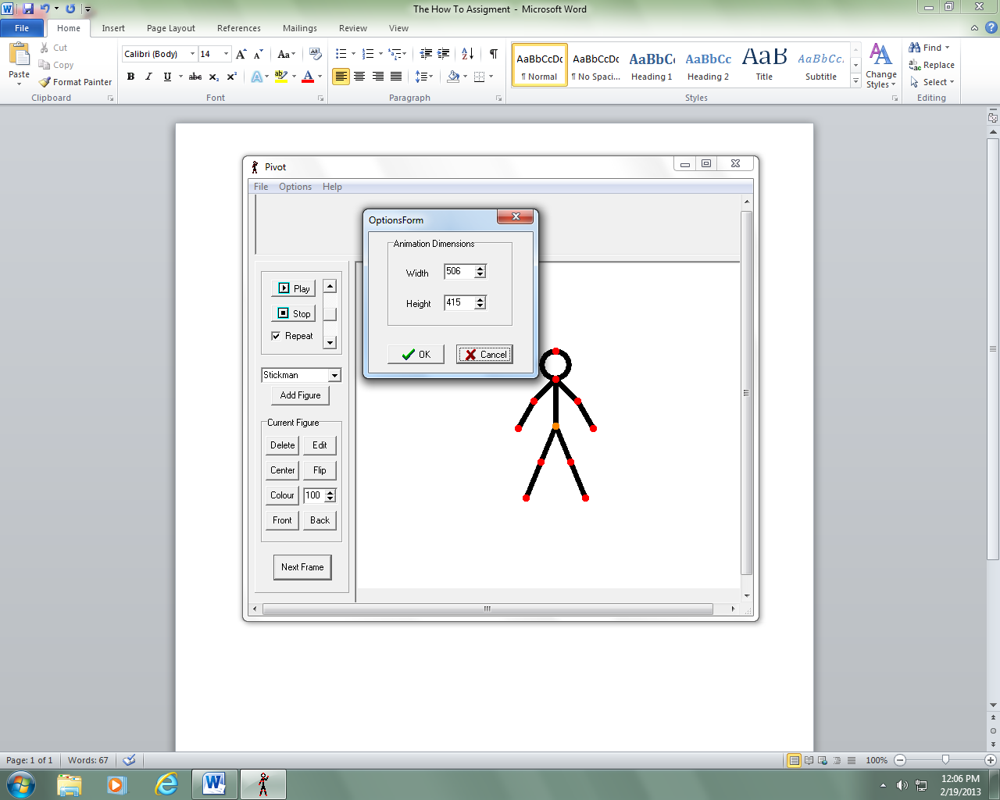 The How To Assigment - Microsoft Word
File Home Insert Page Layout References Mailings Review View
Paste
Cut
Copy
Format Painter
Clipboard
Calibri (Body) 14
B I U abc x₂ x² A A
Font
Paragraph
AaBbCcDc AaBbCcDc AaBbCc AaBbCc AaB AaBbCc
¶ Normal ¶ No Spaci... Heading 1 Heading 2 Title Subtitle
Change Styles
Styles
Find
Replace
Select
Editing
Pivot
File Options Help
OptionsForm
Animation Dimensions
Width 506
Height 415
OK Cancel
Play
Stop
Repeat
Stickman
Add Figure
Current Figure
Delete Edit
Center Flip
Colour 100
Front Back
Next Frame
Page: 1 of 1 Words: 67 100%
12:06 PM
2/19/2013